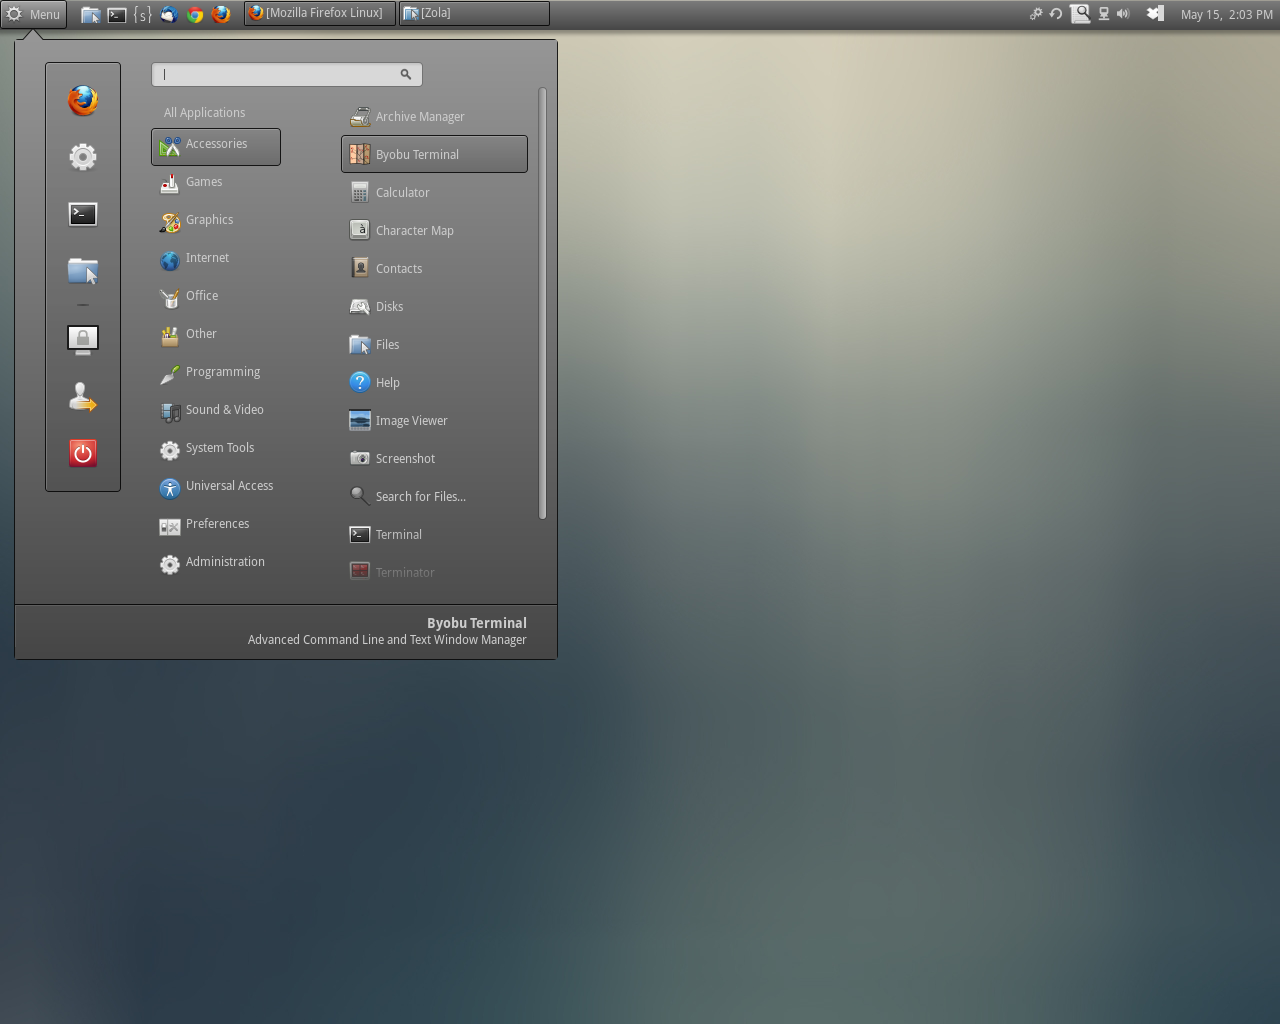 Menu
{s}
[Mozilla Firefox Linux]
[Zola]
May 15, 2:03 PM
All Applications
Accessories
Games
Graphics
Internet
Office
Other
Programming
Sound & Video
System Tools
Universal Access
Preferences
Administration
Archive Manager
Byobu Terminal
Calculator
Character Map
Contacts
Disks
Files
Help
Image Viewer
Screenshot
Search for Files...
Terminal
Terminator
Byobu Terminal
Advanced Command Line and Text Window Manager